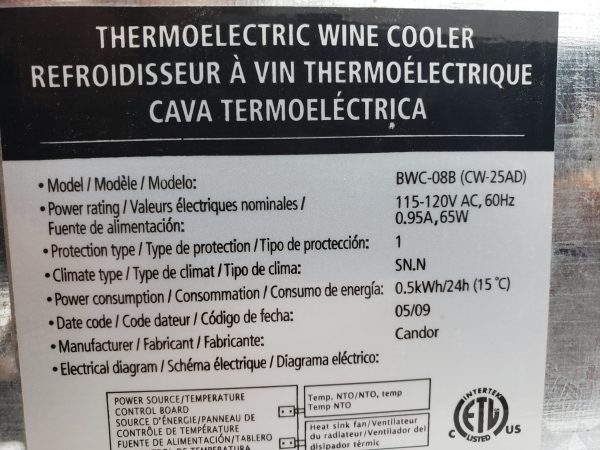 THERMOELECTRIC WINE COOLER
REFROIDISSEUR À VIN THERMOÉLECTRIQUE
CAVA TERMOELÉCTRICA
• Model / Modèle / Modelo: BWC-08B (CW-25AD)
• Power rating / Valeurs électriques nominales / 115-120V AC, 60Hz
Fuente de alimentación: 0.95A, 65W
• Protection type / Type de protection / Tipo de proctección: 1
• Climate type / Type de climat / Tipo de clima: SN.N
• Power consumption / Consommation / Consumo de energía: 0.5kWh/24h (15 °C)
• Date code / Code dateur / Código de fecha: 05/09
• Manufacturer / Fabricant / Fabricante: Candor
• Electrical diagram / Schéma électrique / Diagrama eléctrico:
POWER SOURCE/TEMPERATURE
CONTROL BOARD
SOURCE D'ÉNERGIE/PANNEAU DE
CONTRÔLE DE TEMPÉRATURE
FUENTE DE ALIMENTACIÓN/TABLERO
Temp. NTO/NTO, temp
Temp NTO
Heat sink fan/Ventilateur
du radiateur/Ventilador del
disipador térmic
INTERTEK
ETL
LISTED
C US